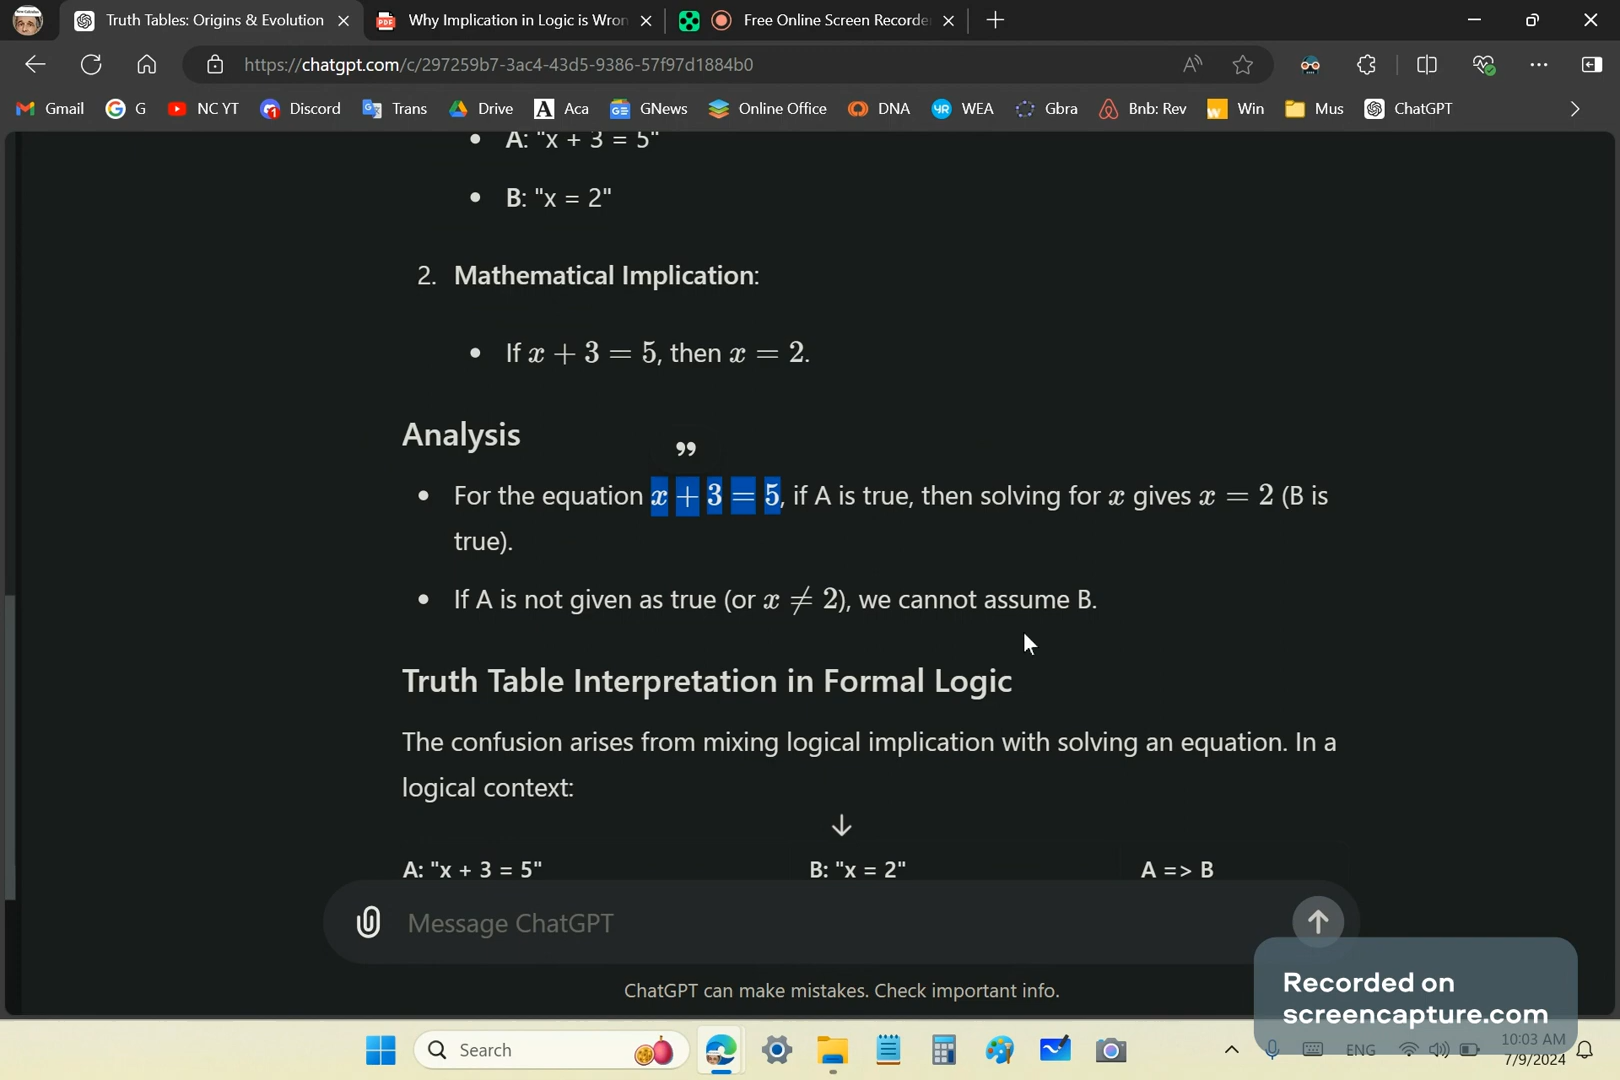 Truth Tables: Origins & Evolution
Why Implication in Logic is Wron
Free Online Screen Recorde
https://chatgpt.com/c/297259b7-3ac4-43d5-9386-57f97d1884b0
Gmail G NC YT Discord Trans Drive Aca GNews Online Office DNA WEA Gbra Bnb: Rev Win Mus ChatGPT
• A: "x + 3 = 5"
• B: "x = 2"
2. Mathematical Implication:
• If x + 3 = 5, then x = 2.
Analysis
”
• For the equation x + 3 = 5, if A is true, then solving for x gives x = 2 (B is
true).
• If A is not given as true (or x ≠ 2), we cannot assume B.
Truth Table Interpretation in Formal Logic
The confusion arises from mixing logical implication with solving an equation. In a
logical context:
A: "x + 3 = 5" B: "x = 2" A => B
Message ChatGPT
ChatGPT can make mistakes. Check important info.
Recorded on
screencapture.com
Search
ENG
10:03 AM
7/9/2024